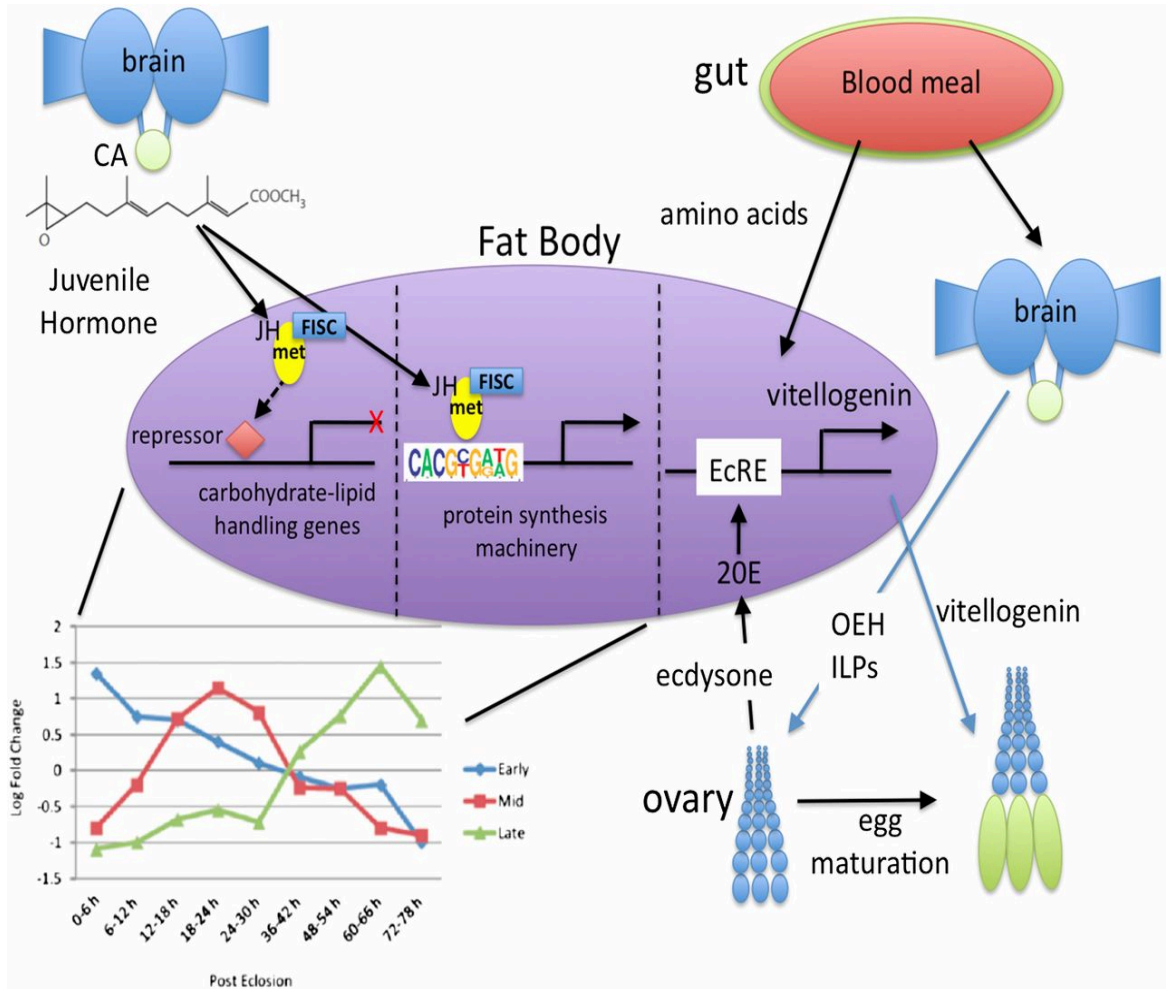 brain
CA
COOCH3
O
Juvenile
Hormone
gut
Blood meal
amino acids
brain
Fat Body
JH
FISC
met
repressor
carbohydrate-lipid
handling genes
JH
FISC
met
protein synthesis
machinery
vitellogenin
EcRE
20E
ecdysone
OEH
ILPs
vitellogenin
ovary
egg
maturation
Log Fold Change
2
1.5
1
0.5
0
-0.5
-1
-1.5
0-6 h
6-12 h
12-18 h
18-24 h
24-30 h
36-42 h
48-54 h
60-66 h
72-78 h
Post Eclosion
Early
Mid
Late